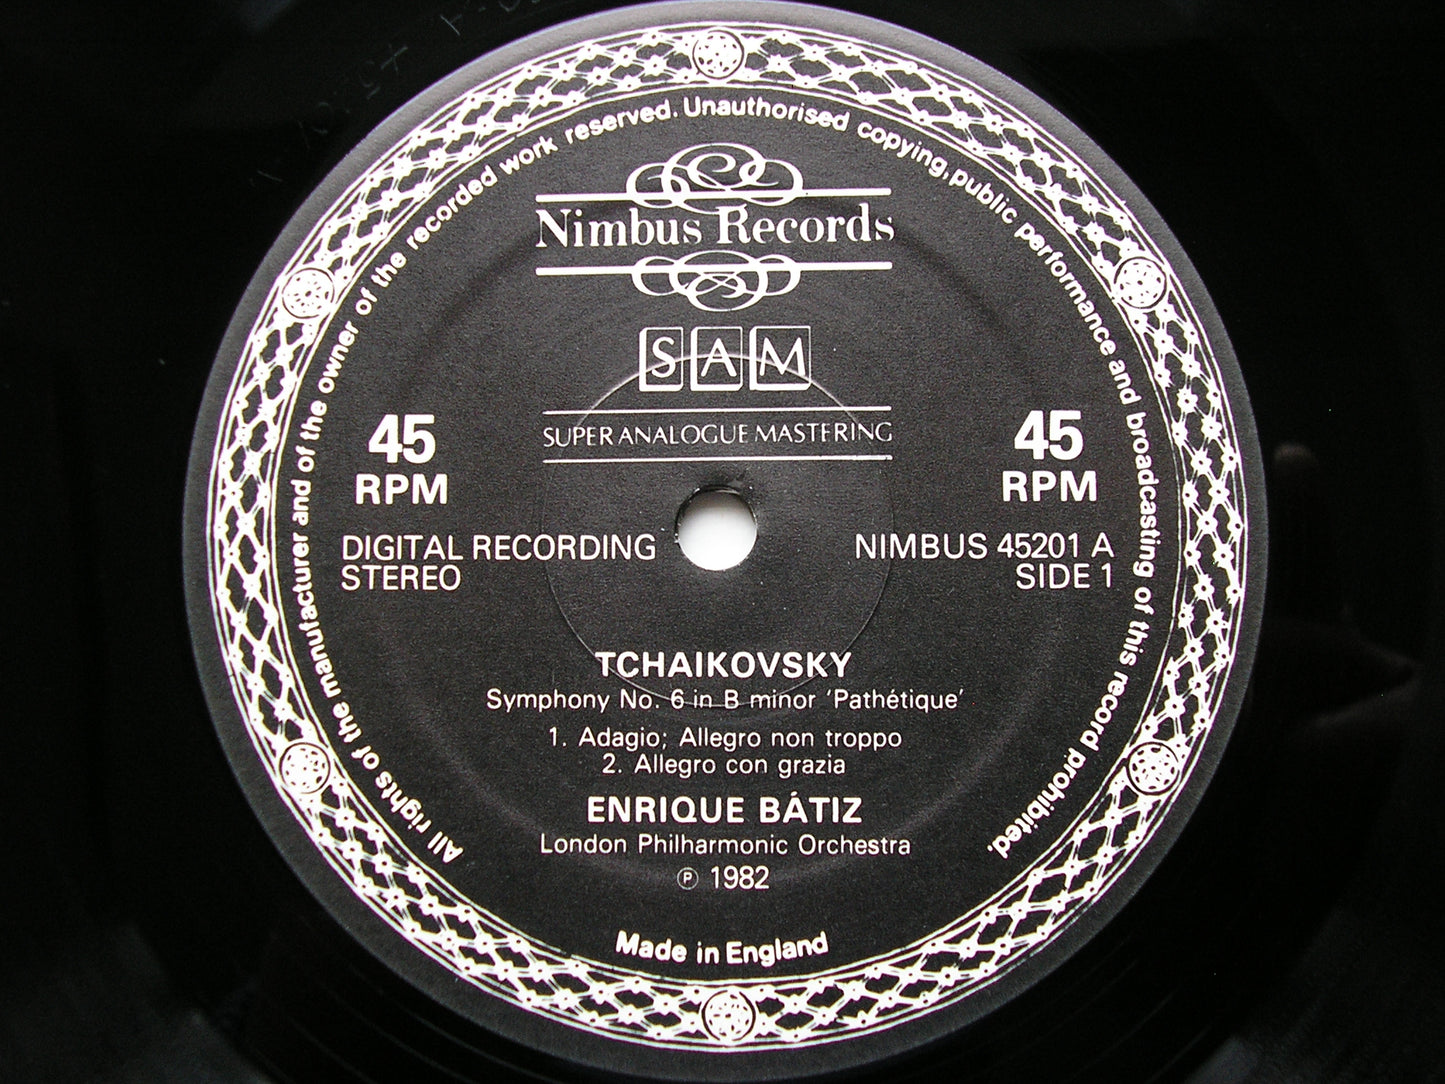 All rights of the manufacturer and of the owner of the recorded work reserved. Unauthorised copying, public performance and broadcasting of this record prohibited.
Nimbus Records
SAM
SUPER ANALOGUE MASTERING
45
RPM
45
RPM
DIGITAL RECORDING
STEREO
NIMBUS 45201 A
SIDE 1
TCHAIKOVSKY
Symphony No. 6 in B minor ‘Pathétique’
1. Adagio; Allegro non troppo
2. Allegro con grazia
ENRIQUE BÁTIZ
London Philharmonic Orchestra
℗ 1982
Made in England